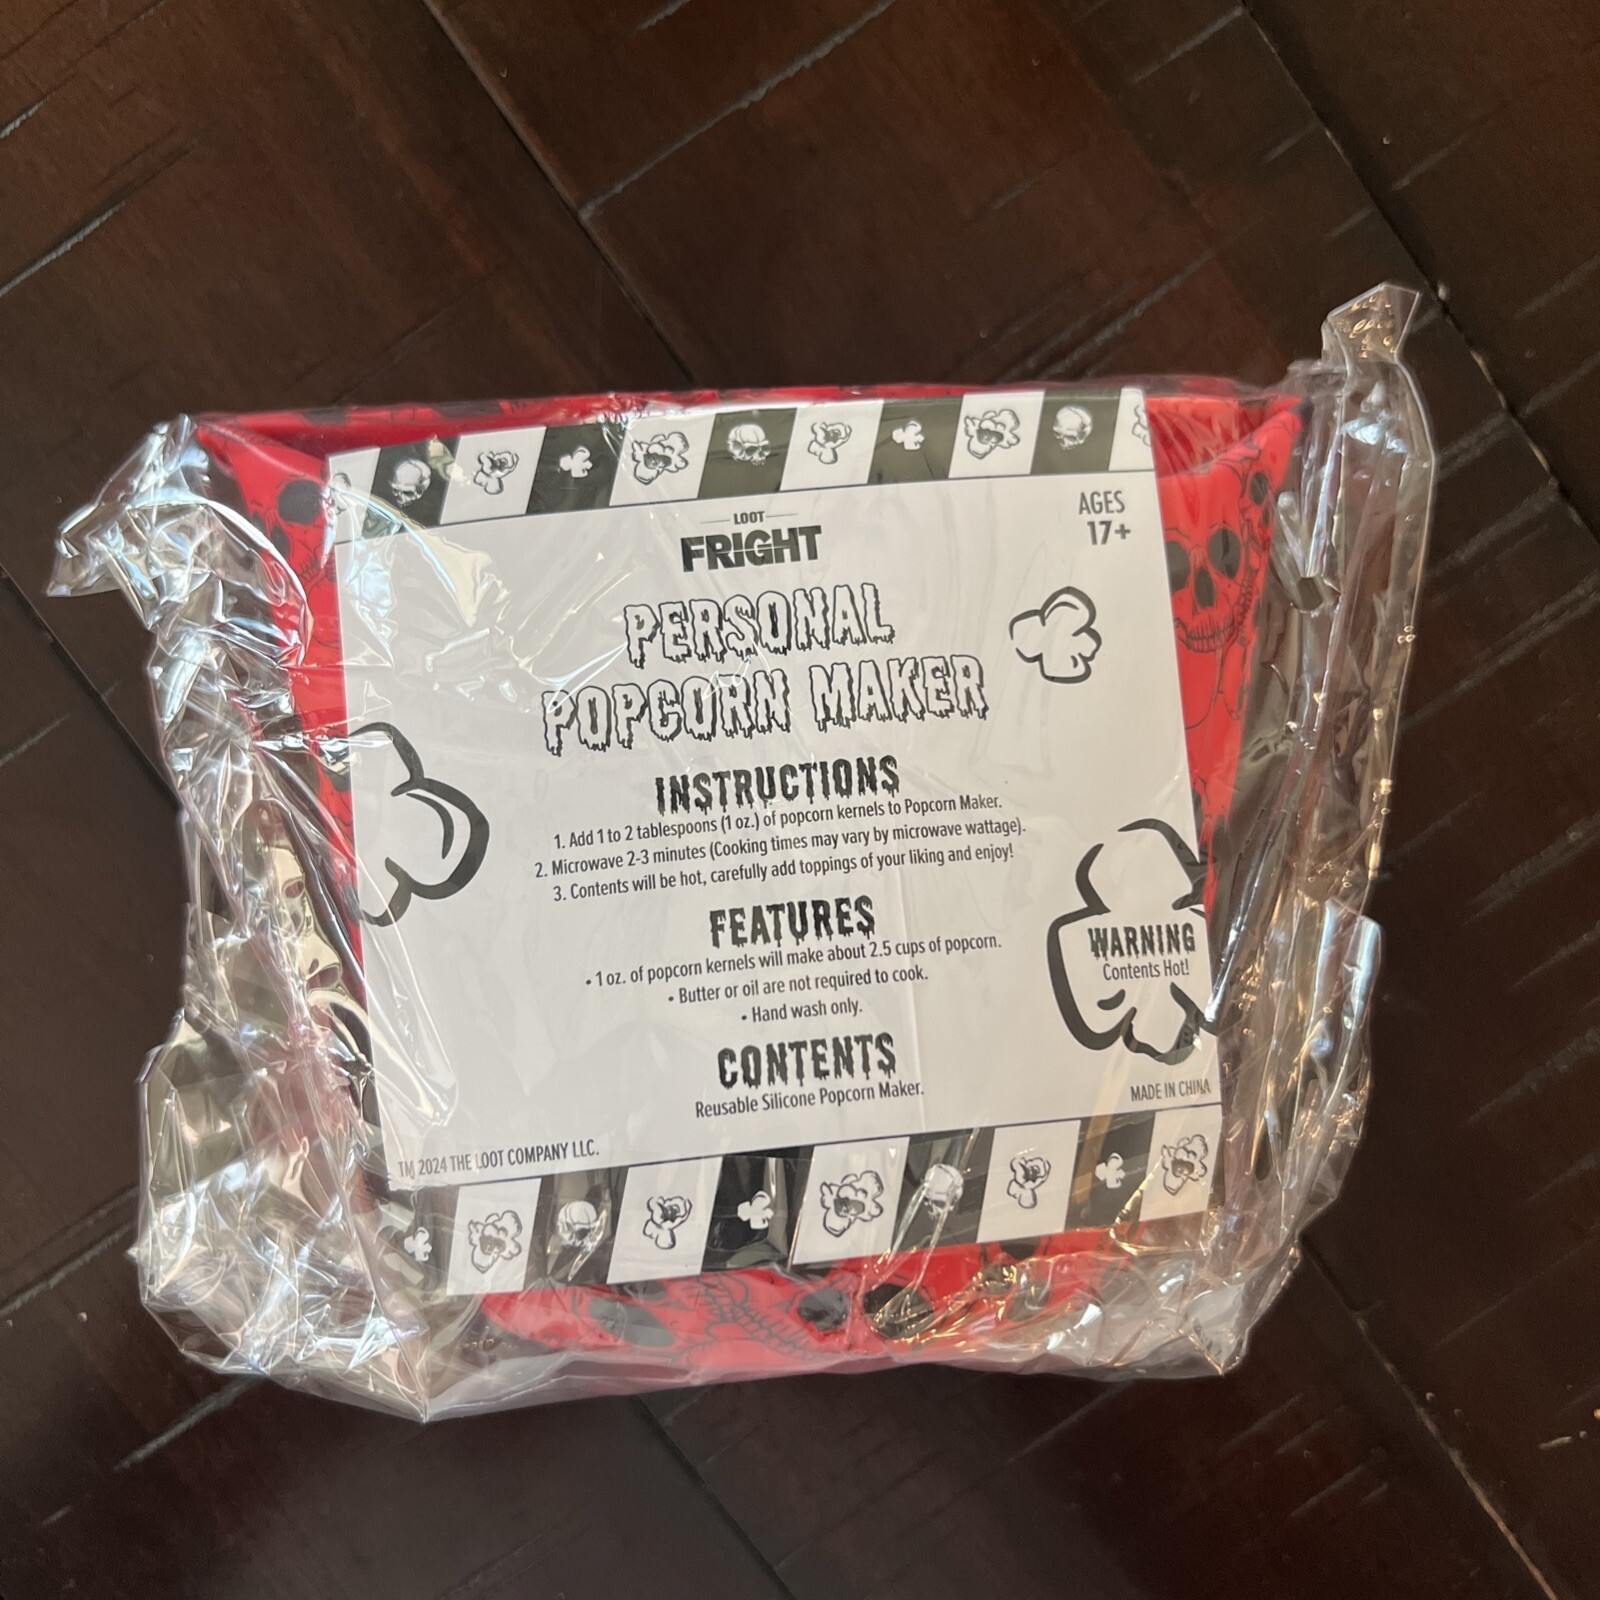 LOOT
FRIGHT
AGES
17+
PERSONAL
POPCORN MAKER
INSTRUCTIONS
1. Add 1 to 2 tablespoons (1 oz.) of popcorn kernels to Popcorn Maker.
2. Microwave 2-3 minutes (Cooking times may vary by microwave wattage).
3. Contents will be hot, carefully add toppings of your liking and enjoy!
FEATURES
• 1 oz. of popcorn kernels will make about 2.5 cups of popcorn.
• Butter or oil are not required to cook.
• Hand wash only.
WARNING
Contents Hot!
CONTENTS
Reusable Silicone Popcorn Maker.
MADE IN CHINA
TM 2024 THE LOOT COMPANY LLC.